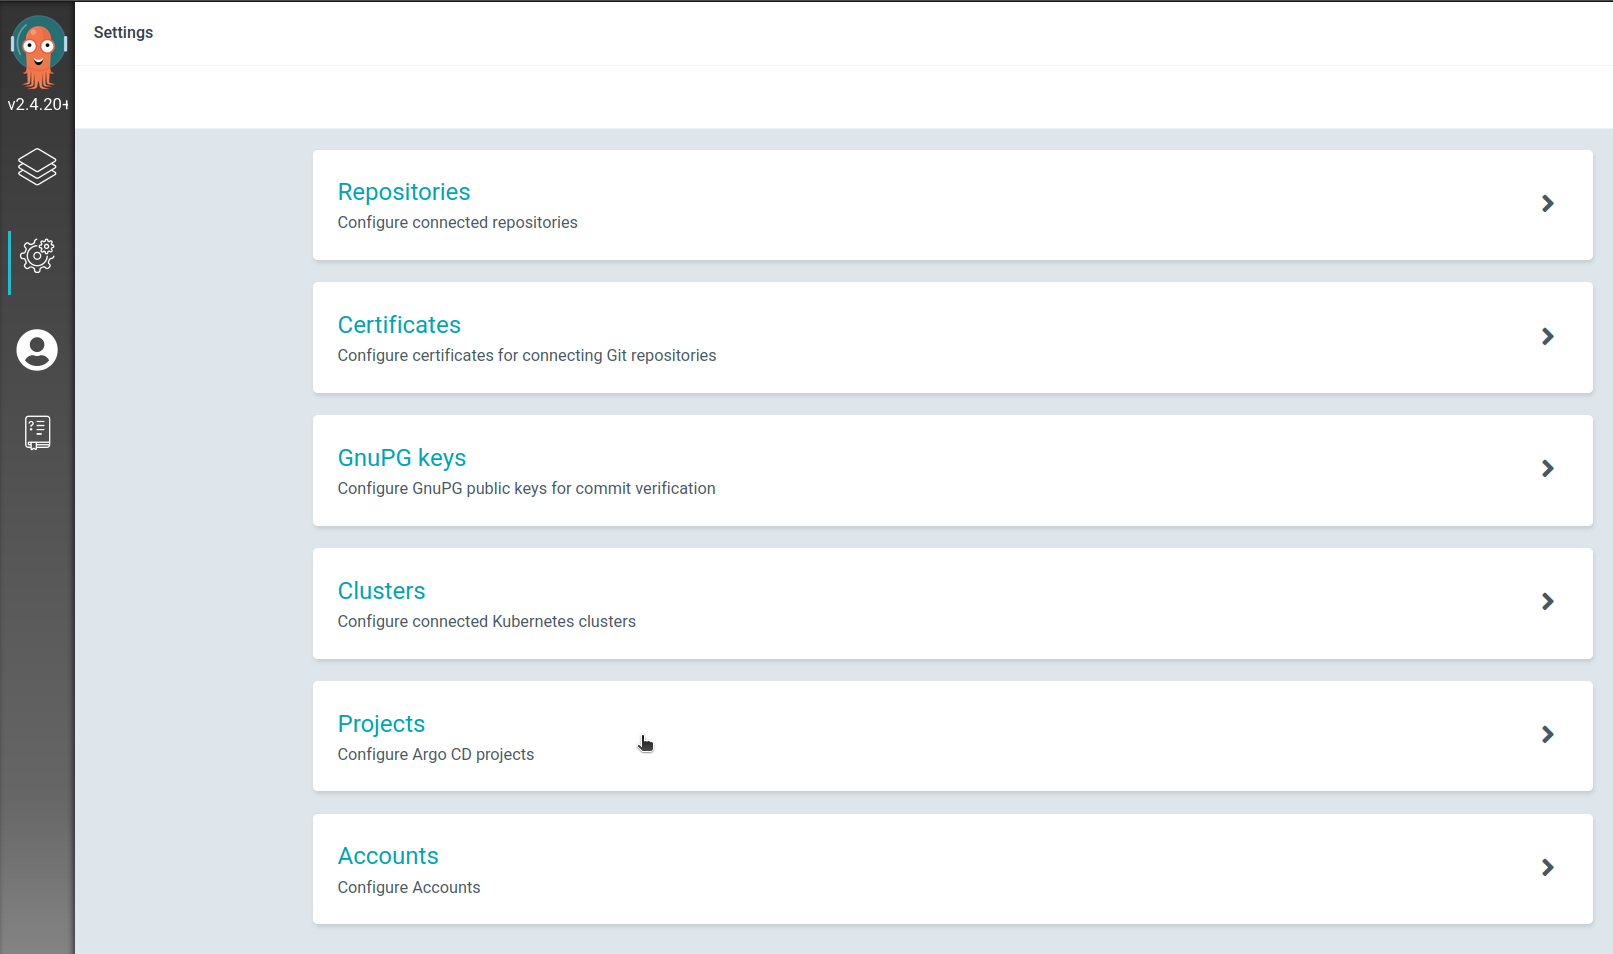 Settings
v2.4.20+
Repositories
Configure connected repositories
Certificates
Configure certificates for connecting Git repositories
GnuPG keys
Configure GnuPG public keys for commit verification
Clusters
Configure connected Kubernetes clusters
Projects
Configure Argo CD projects
Accounts
Configure Accounts